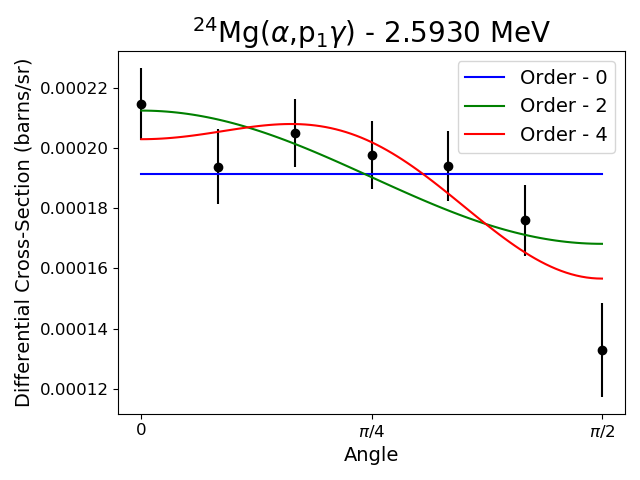 ²⁴Mg(α,p₁γ) - 2.5930 MeV
Order - 0
Order - 2
Order - 4
Differential Cross-Section (barns/sr)
0.00022
0.00020
0.00018
0.00016
0.00014
0.00012
0
π/4
π/2
Angle